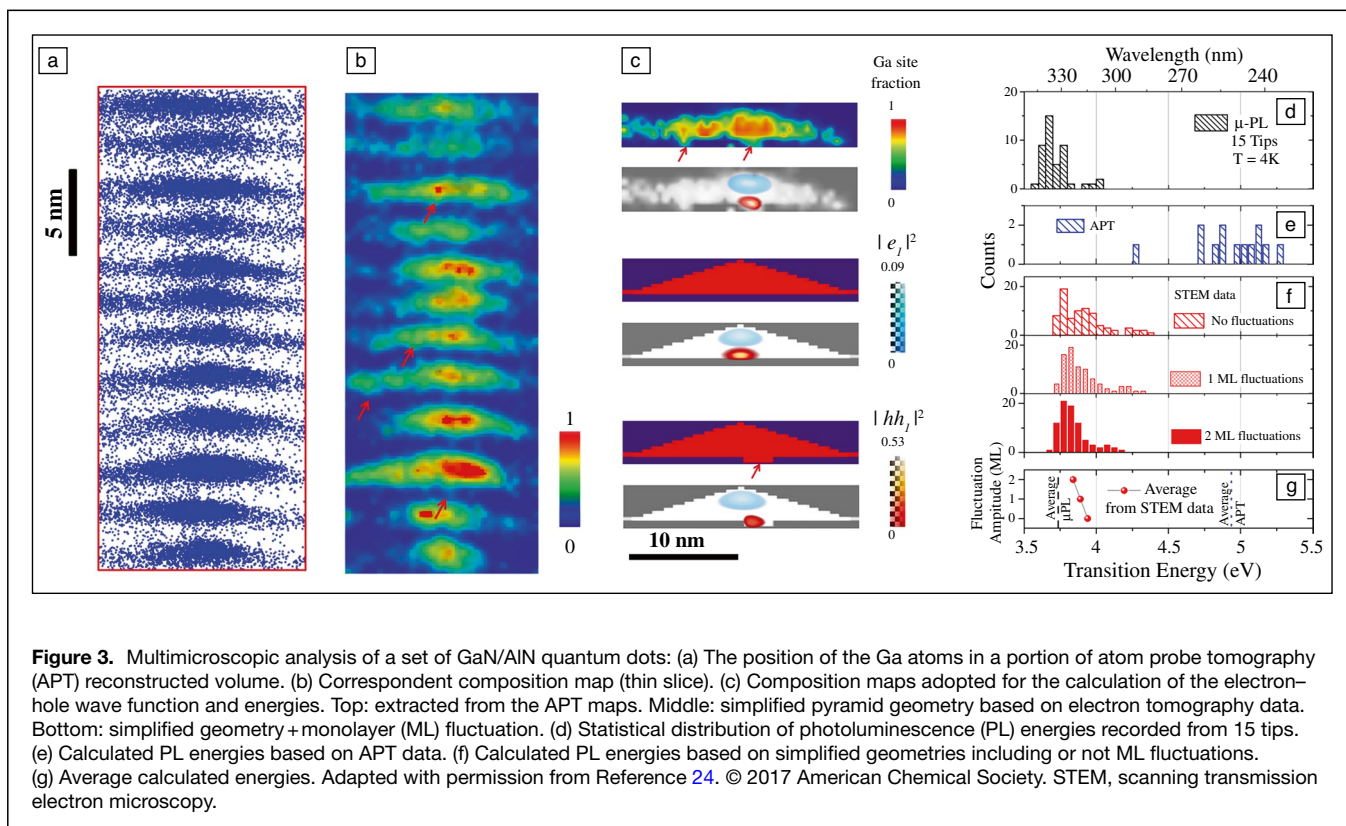 a
5 nm
b
1
0
c
Ga site
fraction
1
0
| e1 |2
0.09
0
| hh1 |2
0.53
0
10 nm
Wavelength (nm)
330 300 270 240
20
10
0
d
μ-PL
15 Tips
T = 4K
2
0
e
APT
Counts
20
10
0
f
STEM data
No fluctuations
20
0
1 ML fluctuations
20
0
2 ML fluctuations
Fluctuation
Ampitude (ML)
2
1
0
g
Average
μPL
Average
from STEM data
Average
APT
3.5 4 4.5 5 5.5
Transition Energy (eV)
Figure 3. Multimicroscopic analysis of a set of GaN/AlN quantum dots: (a) The position of the Ga atoms in a portion of atom probe tomography
(APT) reconstructed volume. (b) Correspondent composition map (thin slice). (c) Composition maps adopted for the calculation of the electron–
hole wave function and energies. Top: extracted from the APT maps. Middle: simplified pyramid geometry based on electron tomography data.
Bottom: simplified geometry + monolayer (ML) fluctuation. (d) Statistical distribution of photoluminescence (PL) energies recorded from 15 tips.
(e) Calculated PL energies based on APT data. (f) Calculated PL energies based on simplified geometries including or not ML fluctuations.
(g) Average calculated energies. Adapted with permission from Reference 24. © 2017 American Chemical Society. STEM, scanning transmission
electron microscopy.